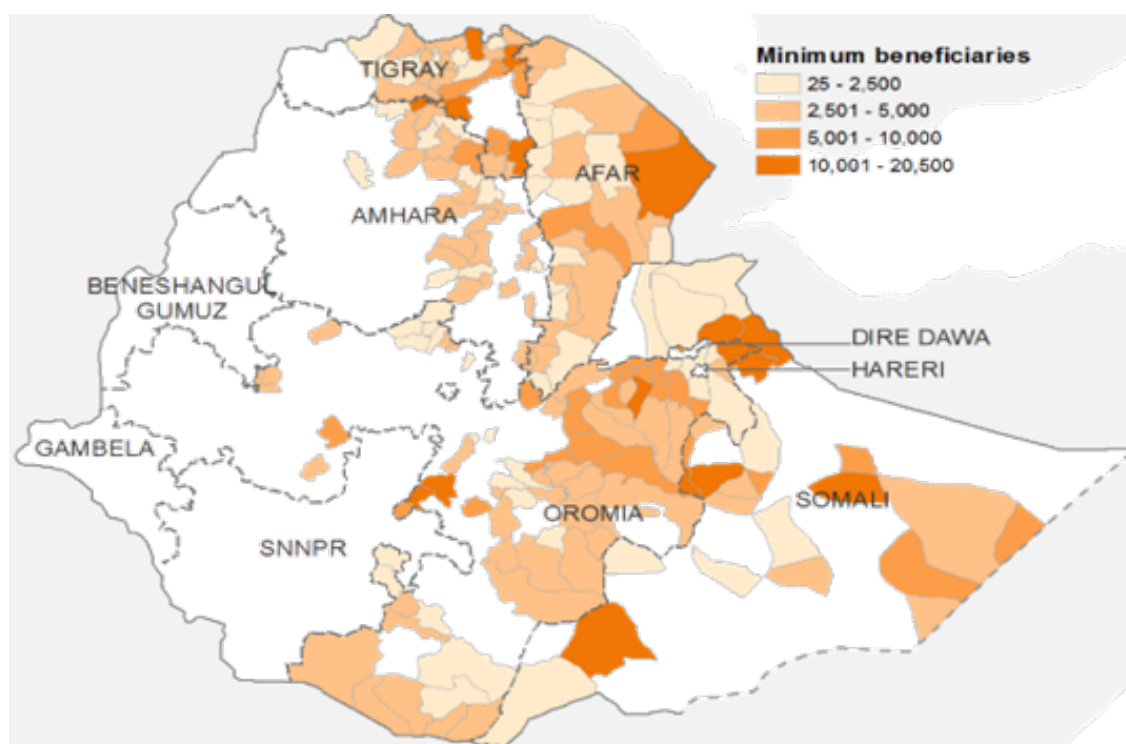 Minimum beneficiaries
25 - 2,500
2,501 - 5,000
5,001 - 10,000
10,001 - 20,500
TIGRAY
AFAR
AMHARA
BENESHANGUL
GUMUZ
DIRE DAWA
HARERI
GAMBELA
SOMALI
OROMIA
SNNPR